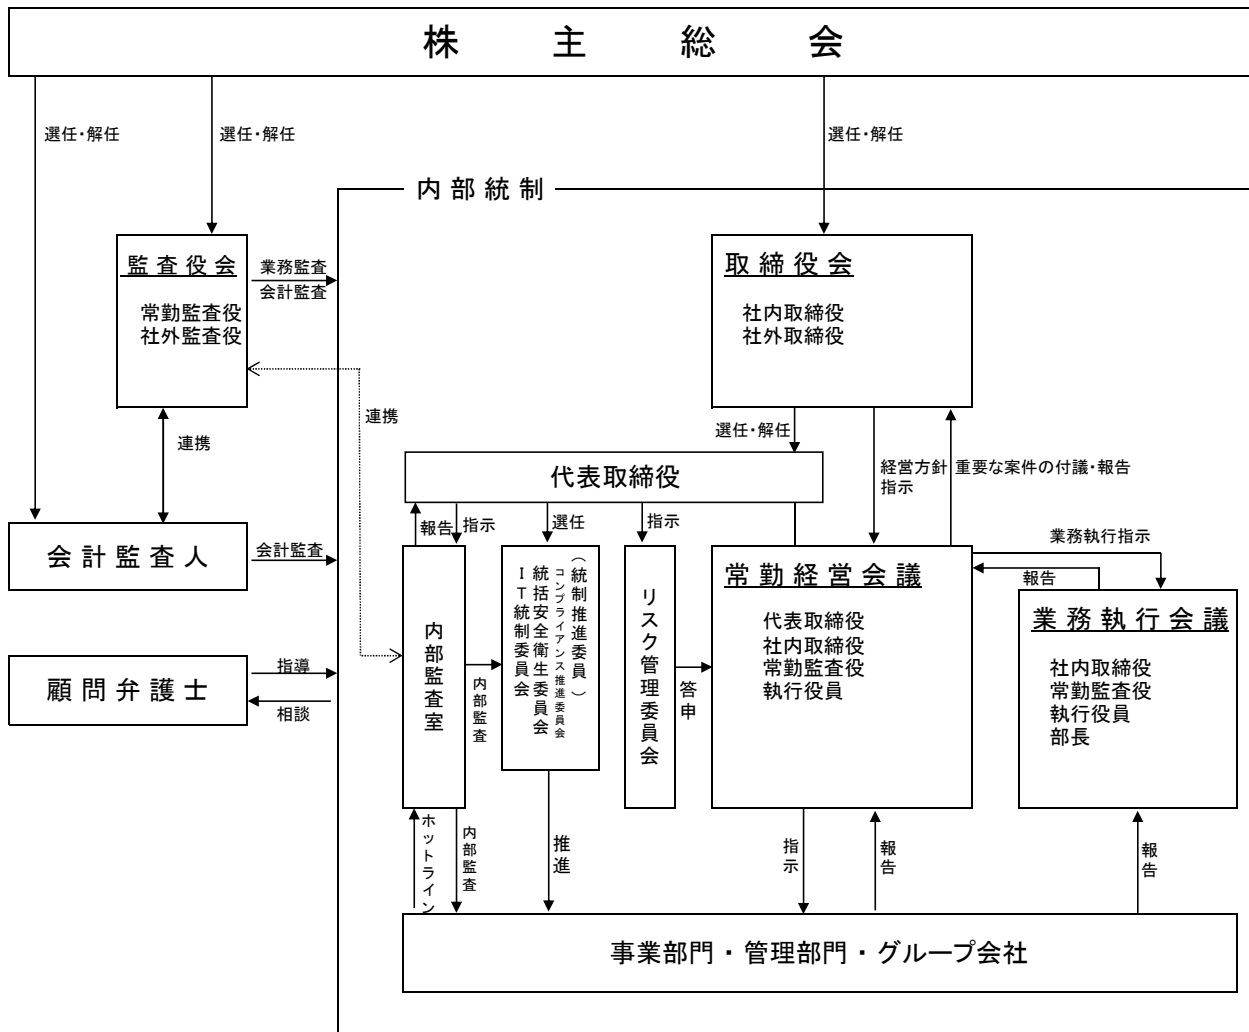 株主総会
選任・解任
選任・解任
選任・解任
内部統制
監査役会
常勤監査役
社外監査役
業務監査
会計監査
取締役会
社内取締役
社外取締役
連携
連携
選任・解任
経営方針
指示
重要な案件の付議・報告
代表取締役
報告
指示
選任
指示
会計監査人
会計監査
業務執行指示
報告
内部監査室
(統制推進委員)
コンプライアンス推進委員会
統括安全衛生委員会
IT統制委員会
リスク管理委員会
常勤経営会議
代表取締役
社内取締役
常勤監査役
執行役員
業務執行会議
社内取締役
常勤監査役
執行役員
部長
顧問弁護士
指導
相談
内部監査
答申
ホットライン
内部監査
推進
指示
報告
報告
事業部門・管理部門・グループ会社